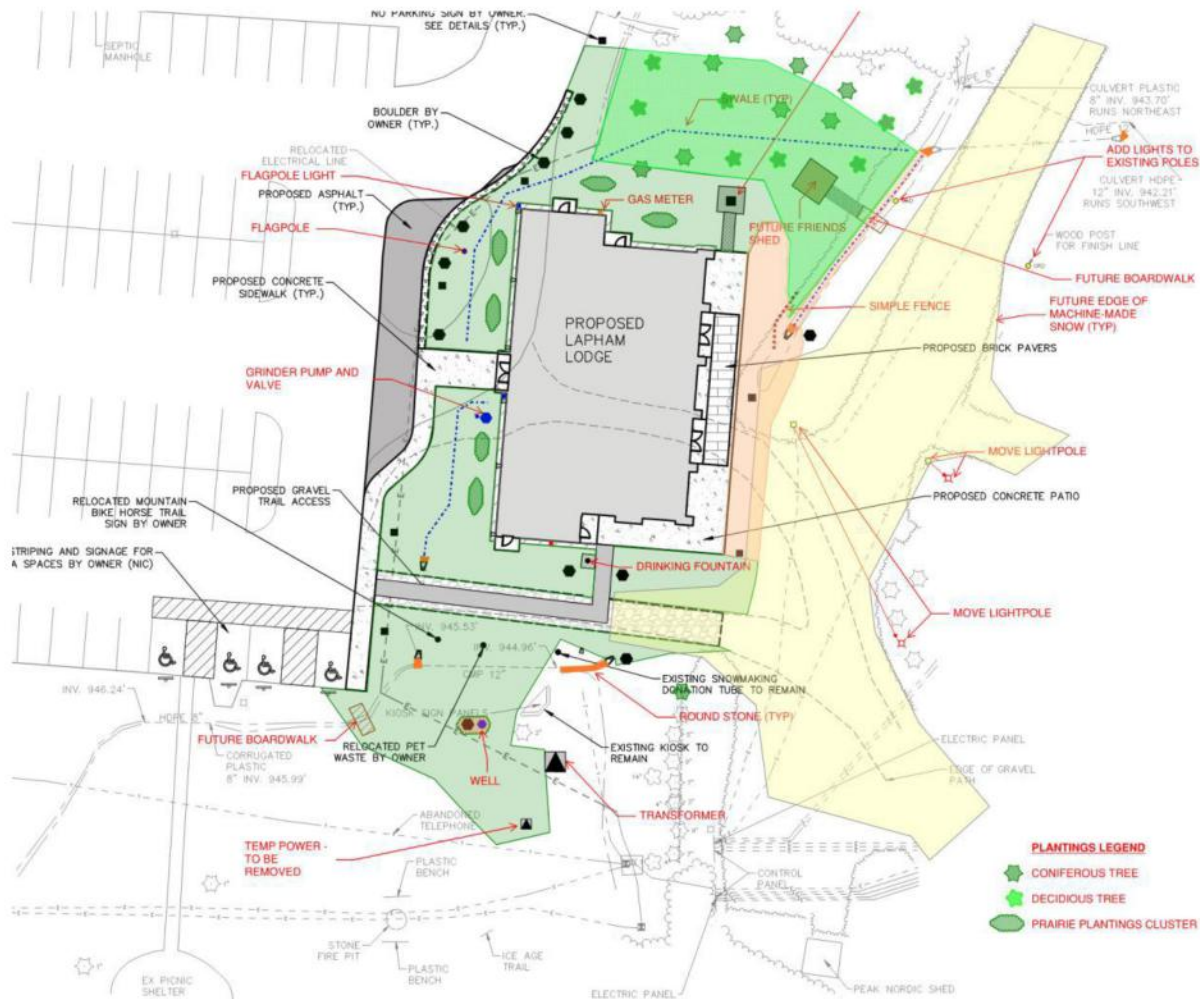 NO PARKING SIGN BY OWNER.
SEE DETAILS (TYP.)
SEPTIC
MANHOLE
HDPE 8"
CULVERT PLASTIC
8" INV. 943.70'
RUNS NORTHEAST
BOULDER BY
OWNER (TYP.)
SWALE (TYP)
HDPE
ADD LIGHTS TO
EXISTING POLES
RELOCATED
ELECTRICAL LINE
FLAGPOLE LIGHT
CULVERT HDPE
12" INV. 942.21'
RUNS SOUTHWEST
PROPOSED ASPHALT
(TYP.)
GAS METER
FLAGPOLE
FUTURE FRIENDS
SHED
WOOD POST
FOR FINISH LINE
PROPOSED CONCRETE
SIDEWALK (TYP.)
FUTURE BOARDWALK
SIMPLE FENCE
FUTURE EDGE OF
MACHINE-MADE
SNOW (TYP)
PROPOSED
LAPHAM
LODGE
PROPOSED BRICK PAVERS
GRINDER PUMP AND
VALVE
MOVE LIGHTPOLE
PROPOSED GRAVEL
TRAIL ACCESS
RELOCATED MOUNTAIN
BIKE HORSE TRAIL
SIGN BY OWNER
PROPOSED CONCRETE PATIO
STRIPING AND SIGNAGE FOR
A SPACES BY OWNER (NIC)
DRINKING FOUNTAIN
MOVE LIGHTPOLE
INV. 945.53'
INV. 944.96'
CMP 12"
EXISTING SNOWMAKING
DONATION TUBE TO REMAIN
INV. 946.24'
HDPE 8"
KIOSK SIGN PANELS
ROUND STONE (TYP)
FUTURE BOARDWALK
RELOCATED PET
WASTE BY OWNER
EXISTING KIOSK TO
REMAIN
ELECTRIC PANEL
CORRUGATED
PLASTIC
8" INV. 945.99'
WELL
EDGE OF GRAVEL
PATH
ABANDONED
TELEPHONE
TRANSFORMER
TEMP POWER -
TO BE
REMOVED
PLANTINGS LEGEND
PLASTIC
BENCH
CONTROL
PANEL
CONIFEROUS TREE
DECIDIOUS TREE
PRAIRIE PLANTINGS CLUSTER
STONE
FIRE PIT
ICE AGE
TRAIL
PLASTIC
BENCH
EX PICNIC
SHELTER
ELECTRIC PANEL
PEAK NORDIC SHED